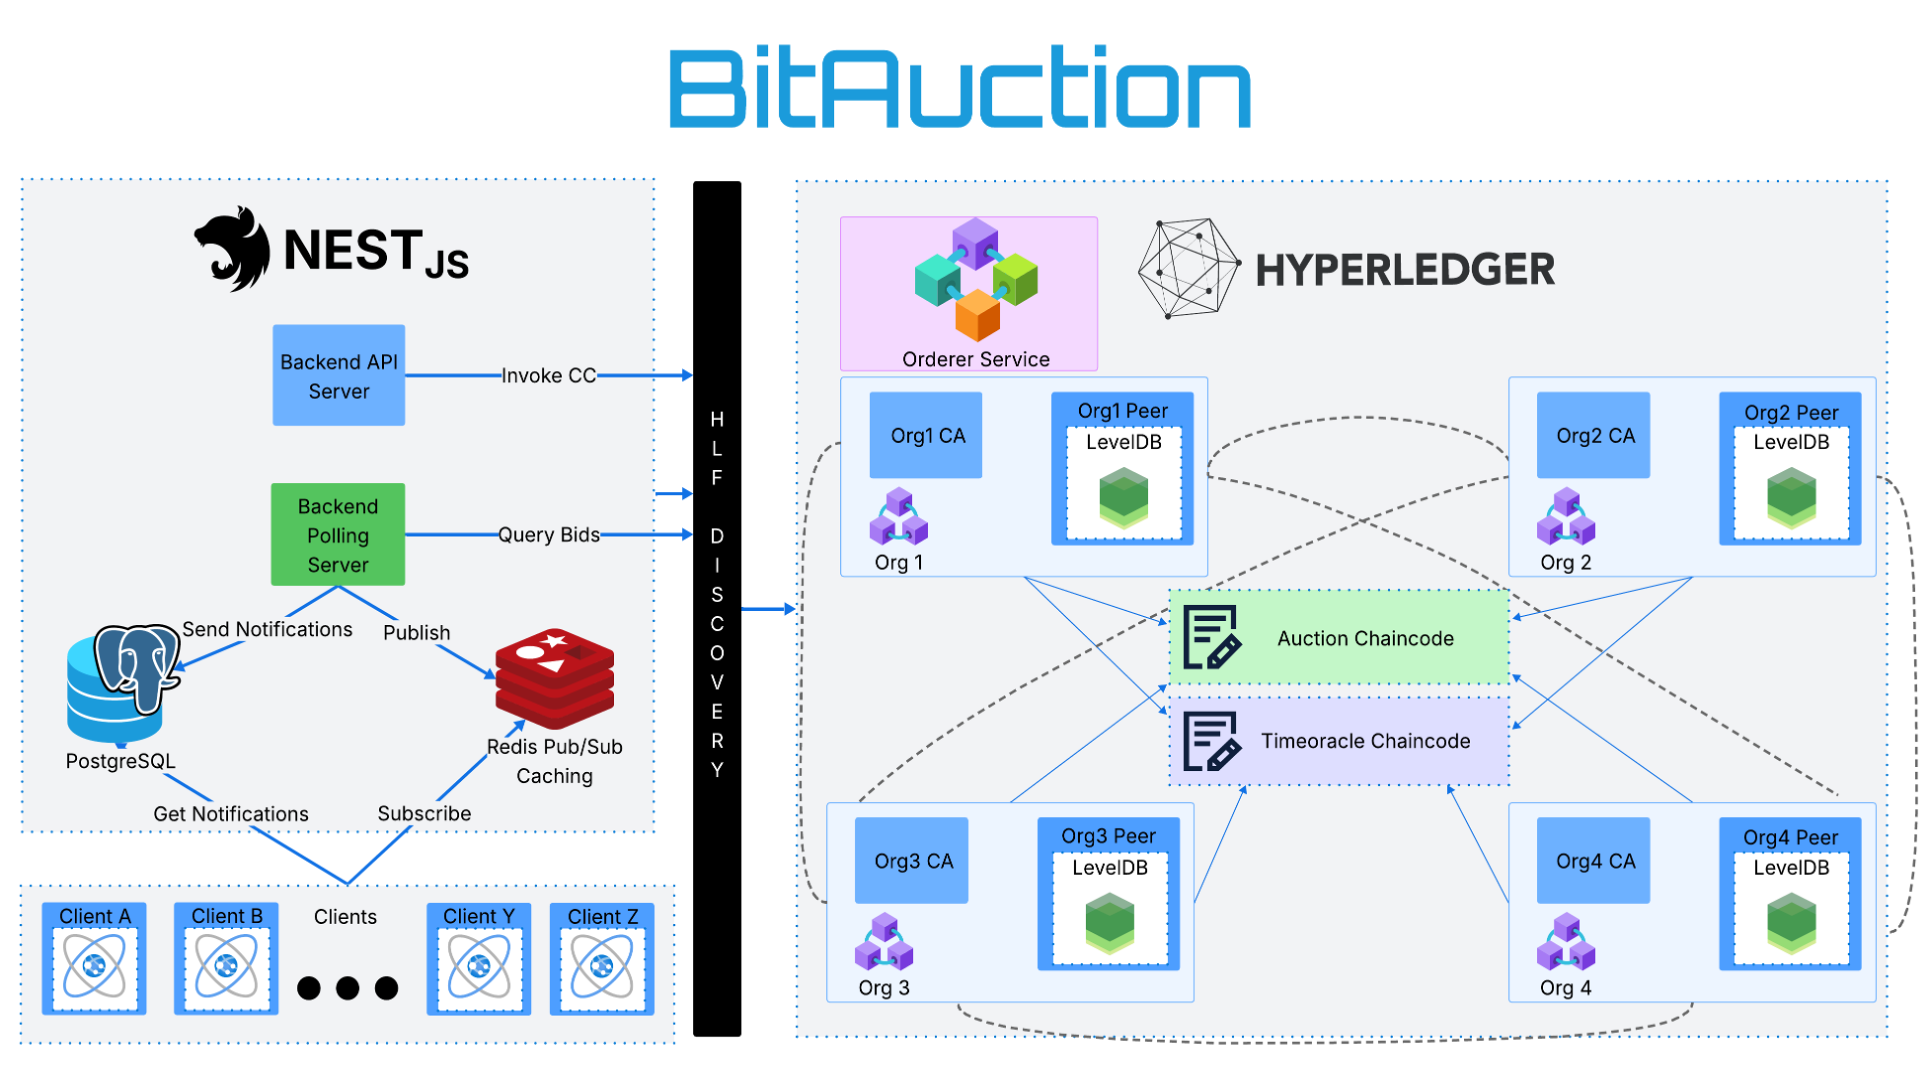 BitAuction
NEST JS
Backend API
Server
Invoke CC
Backend
Polling
Server
Query Bids
Send Notifications
Publish
PostgreSQL
Redis Pub/Sub
Caching
Get Notifications
Subscribe
Client A
Client B
Clients
Client Y
Client Z
H
L
F
D
I
S
C
O
V
E
R
Y
Orderer Service
HYPERLEDGER
Org1 CA
Org1 Peer
LevelDB
Org 1
Org2 CA
Org2 Peer
LevelDB
Org 2
Auction Chaincode
Timeoracle Chaincode
Org3 CA
Org3 Peer
LevelDB
Org 3
Org4 CA
Org4 Peer
LevelDB
Org 4